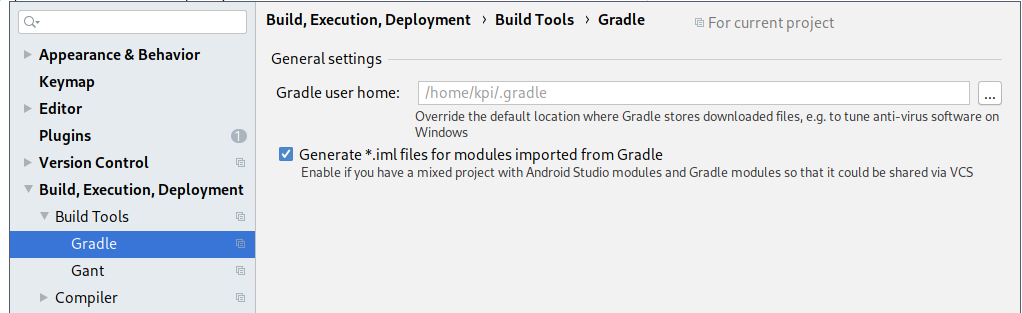 Appearance & Behavior
Keymap
Editor
Plugins 1
Version Control
Build, Execution, Deployment
Build Tools
Gradle
Gant
Compiler
Build, Execution, Deployment › Build Tools › Gradle For current project
General settings
Gradle user home: /home/kpi/.gradle ...
Override the default location where Gradle stores downloaded files, e.g. to tune anti-virus software on
Windows
Generate *.iml files for modules imported from Gradle
Enable if you have a mixed project with Android Studio modules and Gradle modules so that it could be shared via VCS